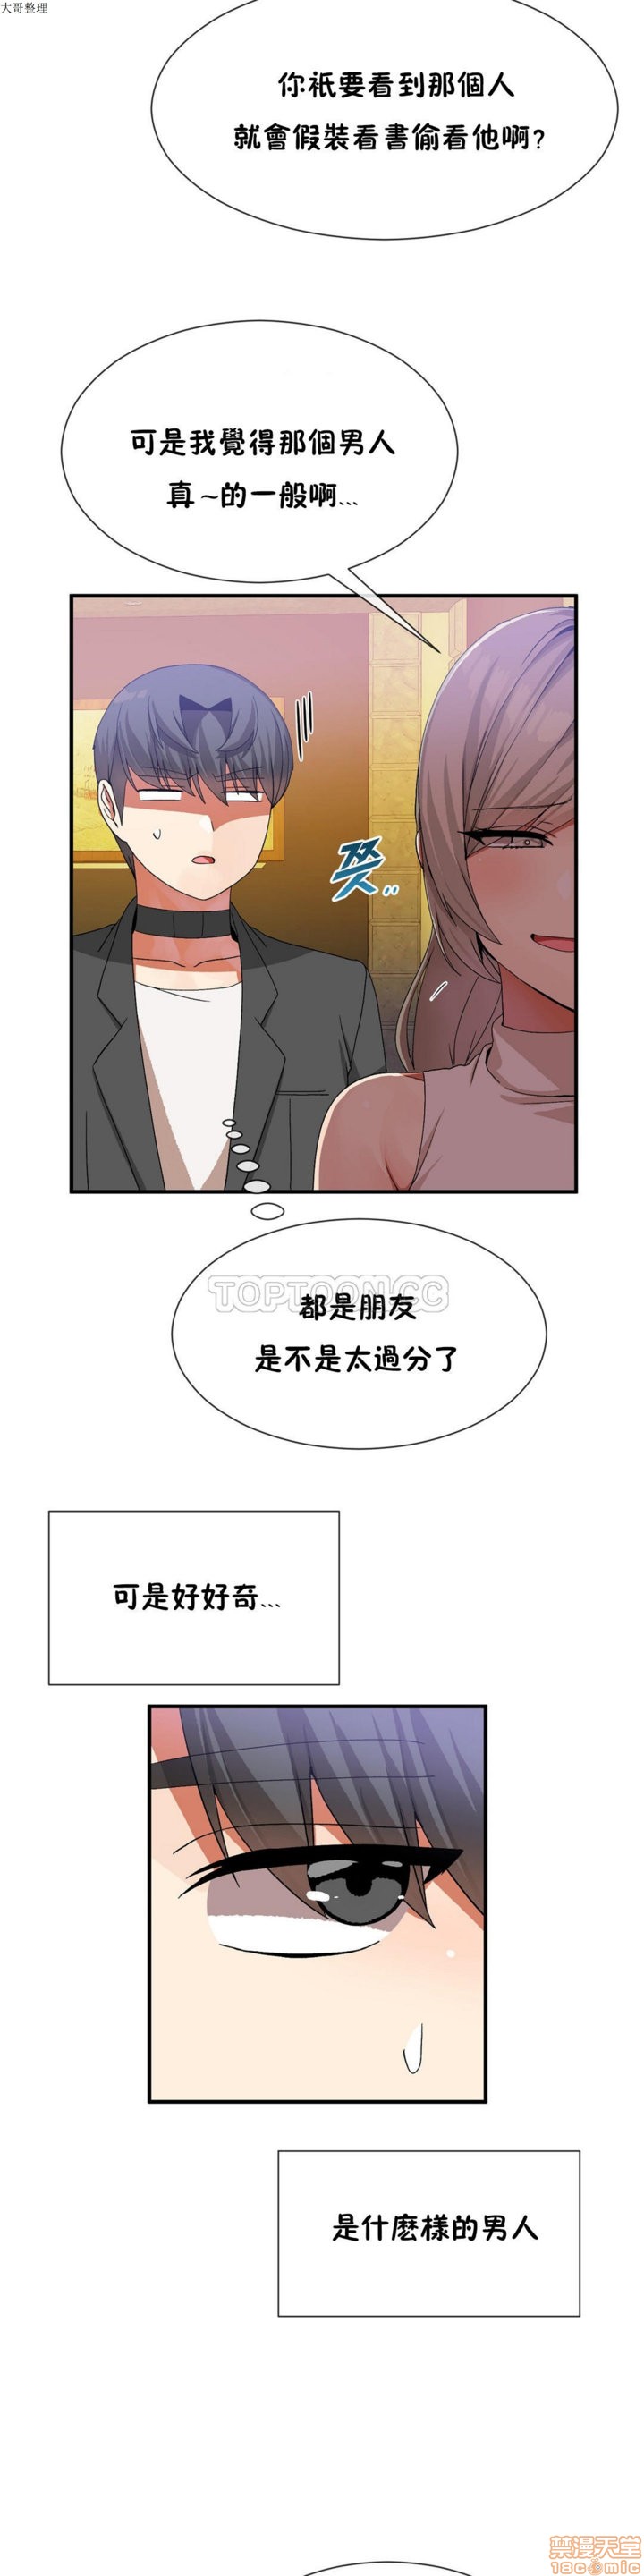 大哥整理
你衹要看到那個人
就會假裝看書偷看他啊?
可是我覺得那個男人
真~的一般啊...
쯧..
TOPTOON.CC
都是朋友
是不是太過分了
可是好好奇...
是什麽樣的男人
禁漫天堂
18comic